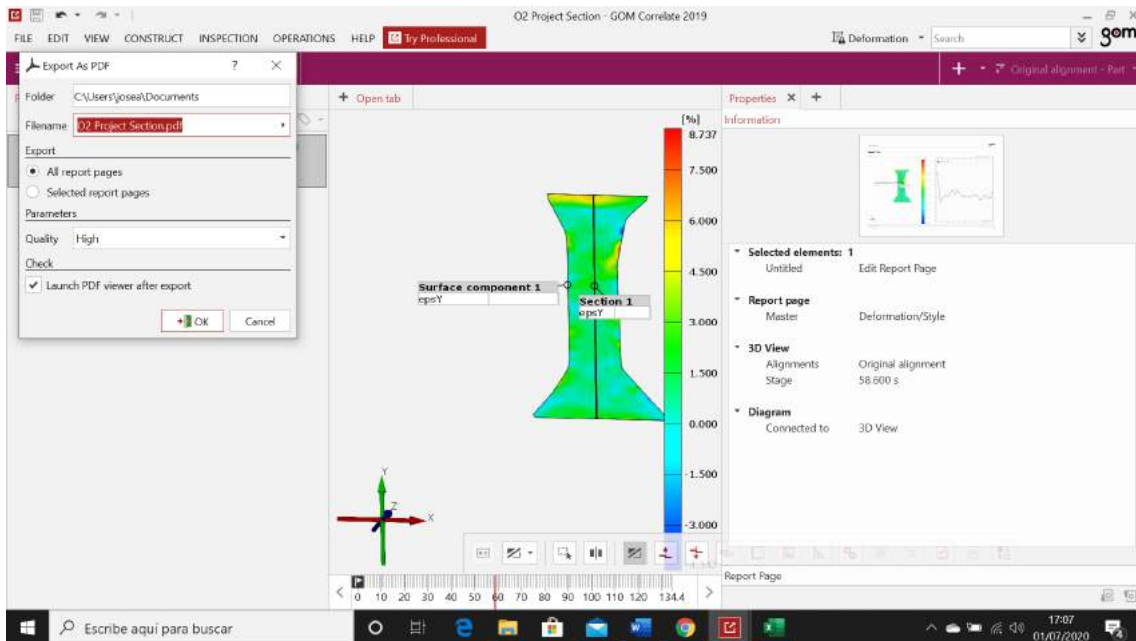 O2 Project Section - GOM Correlate 2019
FILE EDIT VIEW CONSTRUCT INSPECTION OPERATIONS HELP Try Professional
Deformation Search gom
Original alignment - Part
Export As PDF ? ×
Folder C:\Users\josea\Documents
Filename O2 Project Section.pdf
Export
All report pages
Selected report pages
Parameters
Quality High
Check
Launch PDF viewer after export
OK Cancel
+ Open tab
[%]
8.737
7.500
6.000
4.500
3.000
1.500
0.000
-1.500
-3.000
Surface component 1
epsY
Section 1
epsY
Y
Z
X
0 10 20 30 40 50 60 70 80 90 100 110 120 134.4
Properties X +
Information
Selected elements: 1
Untitled Edit Report Page
Report page
Master Deformation/Style
3D View
Alignments Original alignment
Stage 58.600 s
Diagram
Connected to 3D View
Report Page
Escribe aquí para buscar
17:07
01/07/2020